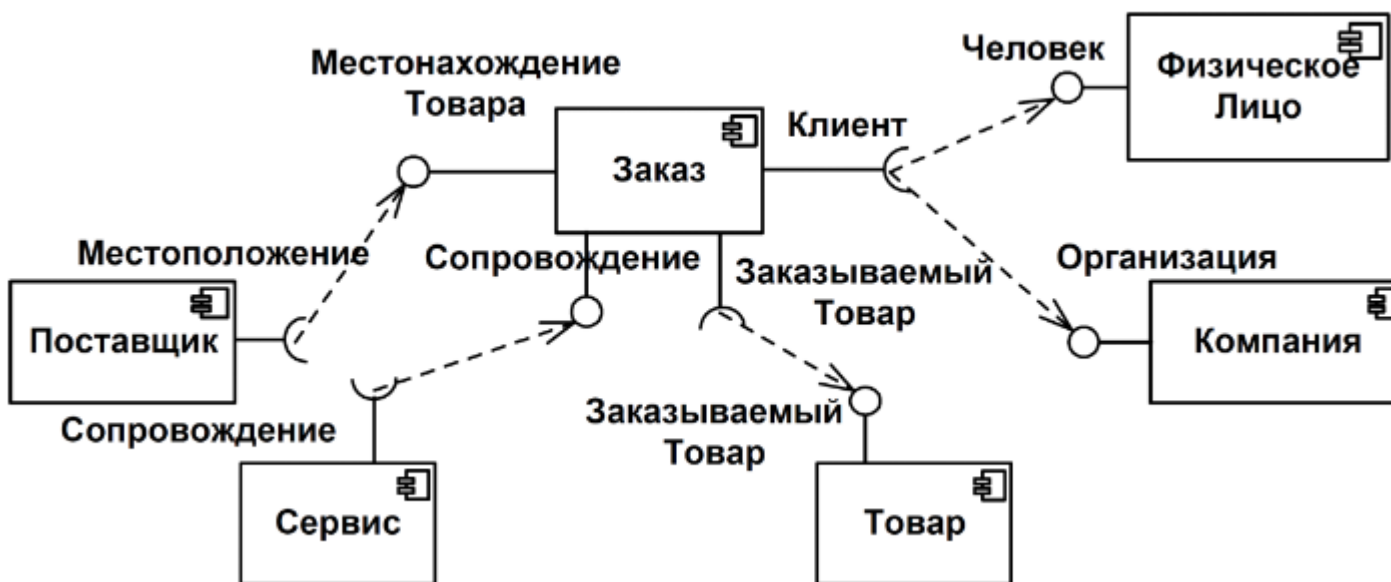 Человек
Физическое
Лицо
Местонахождение
Товара
Клиент
Заказ
Местоположение
Сопровождение
Заказываемый
Товар
Организация
Поставщик
Компания
Сопровождение
Заказываемый
Товар
Сервис
Товар